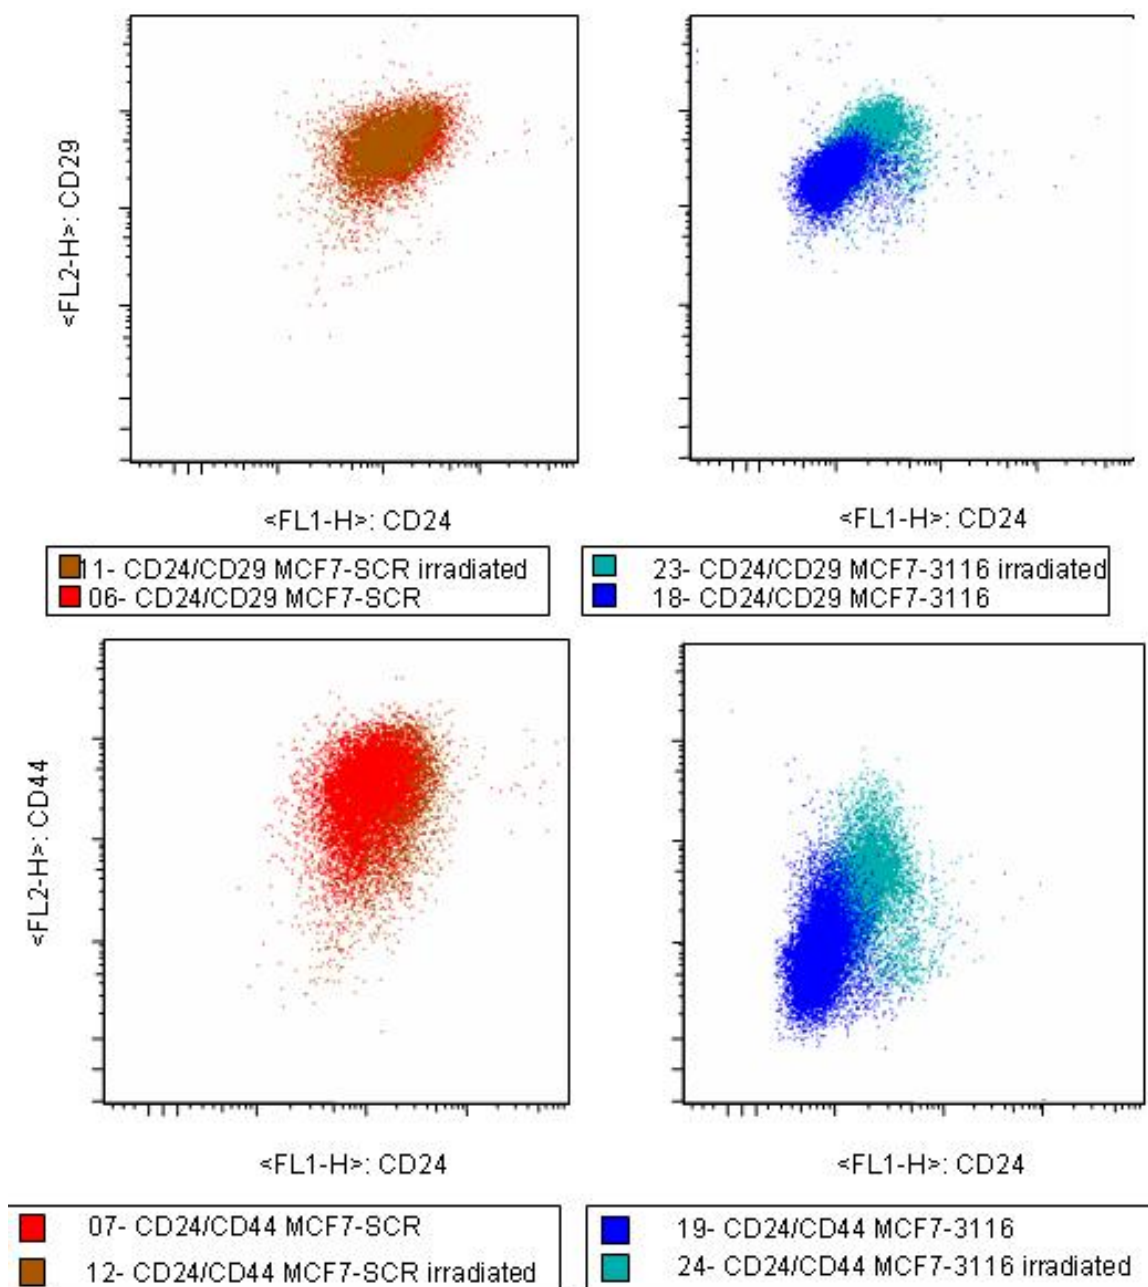 <FL2-H>: CD29
<FL1-H>: CD24
<FL1-H>: CD24
11- CD24/CD29 MCF7-SCR irradiated
06- CD24/CD29 MCF7-SCR
23- CD24/CD29 MCF7-3116 irradiated
18- CD24/CD29 MCF7-3116
<FL2-H>: CD44
<FL1-H>: CD24
<FL1-H>: CD24
07- CD24/CD44 MCF7-SCR
12- CD24/CD44 MCF7-SCR irradiated
19- CD24/CD44 MCF7-3116
24- CD24/CD44 MCF7-3116 irradiated